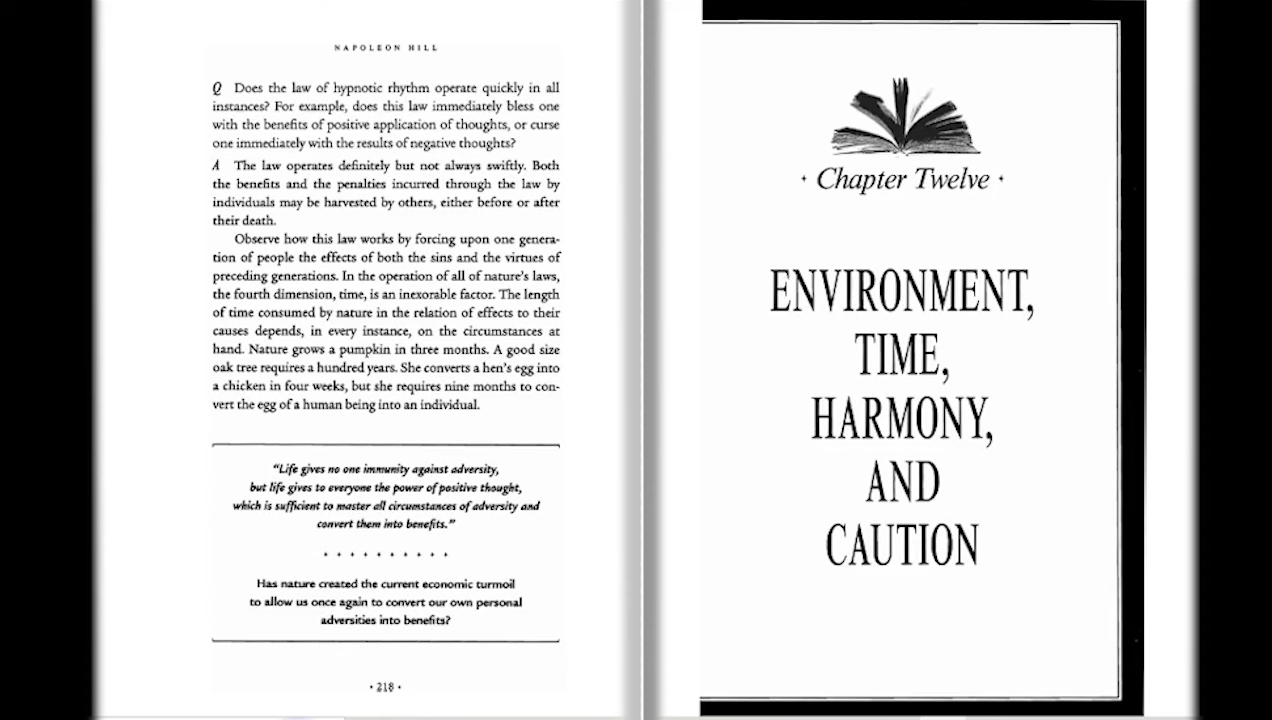 NAPOLEON HILL
Q Does the law of hypnotic rhythm operate quickly in all
instances? For example, does this law immediately bless one
with the benefits of positive application of thoughts, or curse
one immediately with the results of negative thoughts?
A The law operates definitely but not always swiftly. Both
the benefits and the penalties incurred through the law by
individuals may be harvested by others, either before or after
their death.
Observe how this law works by forcing upon one genera-
tion of people the effects of both the sins and the virtues of
preceding generations. In the operation of all of nature's laws,
the fourth dimension, time, is an inexorable factor. The length
of time consumed by nature in the relation of effects to their
causes depends, in every instance, on the circumstances at
hand. Nature grows a pumpkin in three months. A good size
oak tree requires a hundred years. She converts a hen's egg into
a chicken in four weeks, but she requires nine months to con-
vert the egg of a human being into an individual.
"Life gives no one immunity against adversity,
but life gives to everyone the power of positive thought,
which is sufficient to master all circumstances of adversity and
convert them into benefits."
Has nature created the current economic turmoil
to allow us once again to convert our own personal
adversities into benefits?
• 218 •
Chapter Twelve
ENVIRONMENT,
TIME,
HARMONY,
AND
CAUTION